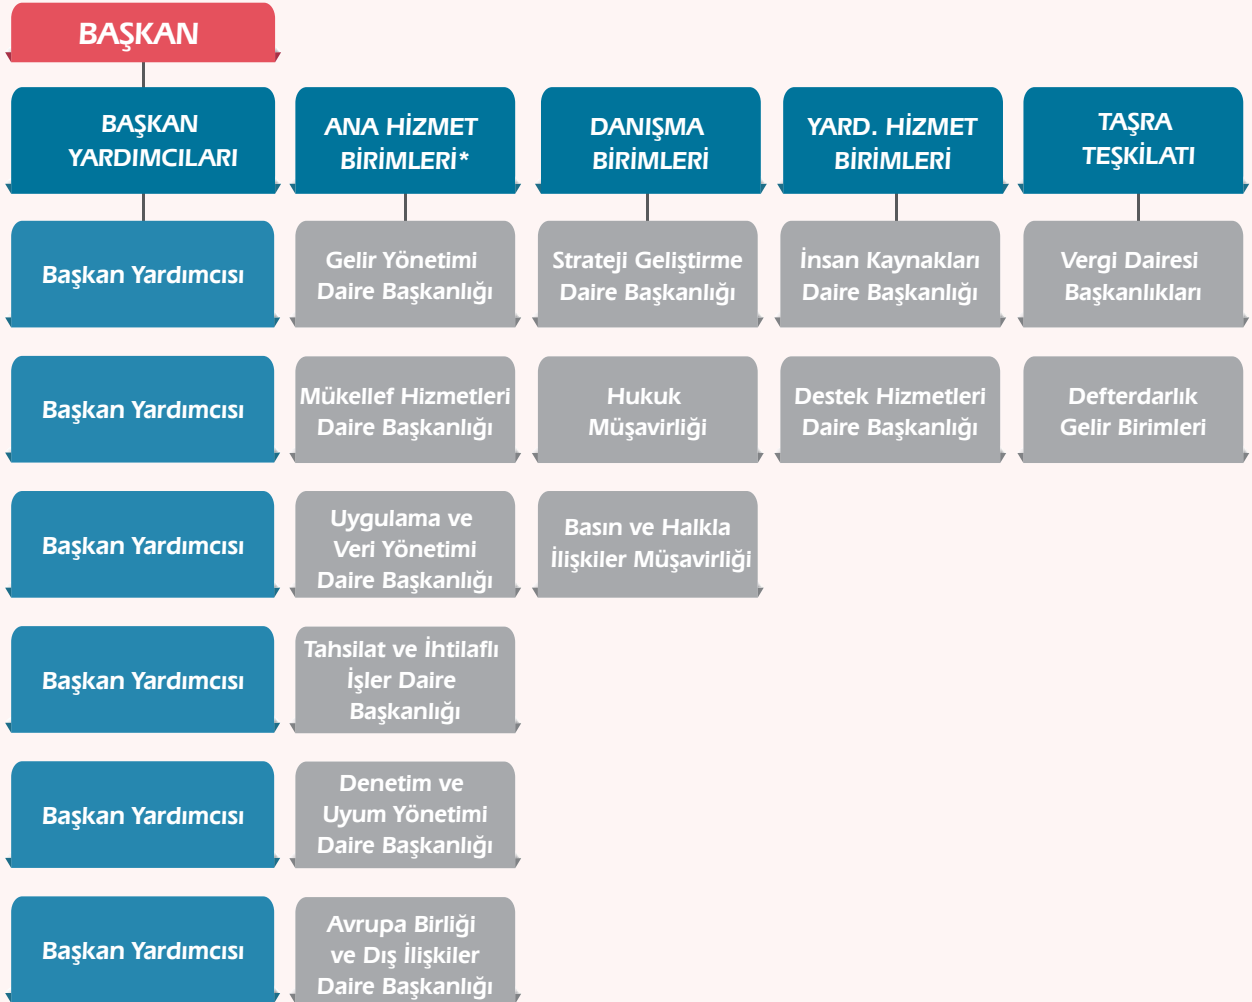 BAŞKAN
BAŞKAN
YARDIMCILARI
ANA HİZMET
BİRİMLERİ*
DANIŞMA
BİRİMLERİ
YARD. HİZMET
BİRİMLERİ
TAŞRA
TEŞKİLATI
Başkan Yardımcısı
Gelir Yönetimi
Daire Başkanlığı
Strateji Geliştirme
Daire Başkanlığı
İnsan Kaynakları
Daire Başkanlığı
Vergi Dairesi
Başkanlıkları
Başkan Yardımcısı
Mükellef Hizmetleri
Daire Başkanlığı
Hukuk
Müşavirliği
Destek Hizmetleri
Daire Başkanlığı
Defterdarlık
Gelir Birimleri
Başkan Yardımcısı
Uygulama ve
Veri Yönetimi
Daire Başkanlığı
Basın ve Halkla
İlişkiler Müşavirliği
Başkan Yardımcısı
Tahsilat ve İhtilaflı
İşler Daire
Başkanlığı
Başkan Yardımcısı
Denetim ve
Uyum Yönetimi
Daire Başkanlığı
Başkan Yardımcısı
Avrupa Birliği
ve Dış İlişkiler
Daire Başkanlığı